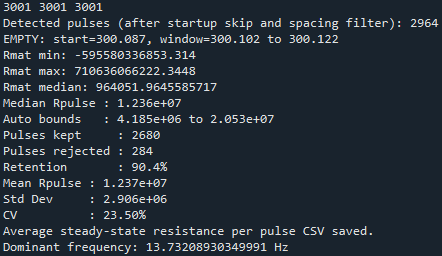 3001 3001 3001
Detected pulses (after startup skip and spacing filter): 2964
EMPTY: start=300.087, window=300.102 to 300.122
Rmat min: -595580336853.314
Rmat max: 710636066222.3448
Rmat median: 964051.9645585717
Median Rpulse : 1.236e+07
Auto bounds   : 4.185e+06 to 2.053e+07
Pulses kept     : 2680
Pulses rejected : 284
Retention       : 90.4%
Mean Rpulse : 1.237e+07
Std Dev     : 2.906e+06
CV          : 23.50%
Average steady-state resistance per pulse CSV saved.
Dominant frequency: 13.73208930349991 Hz